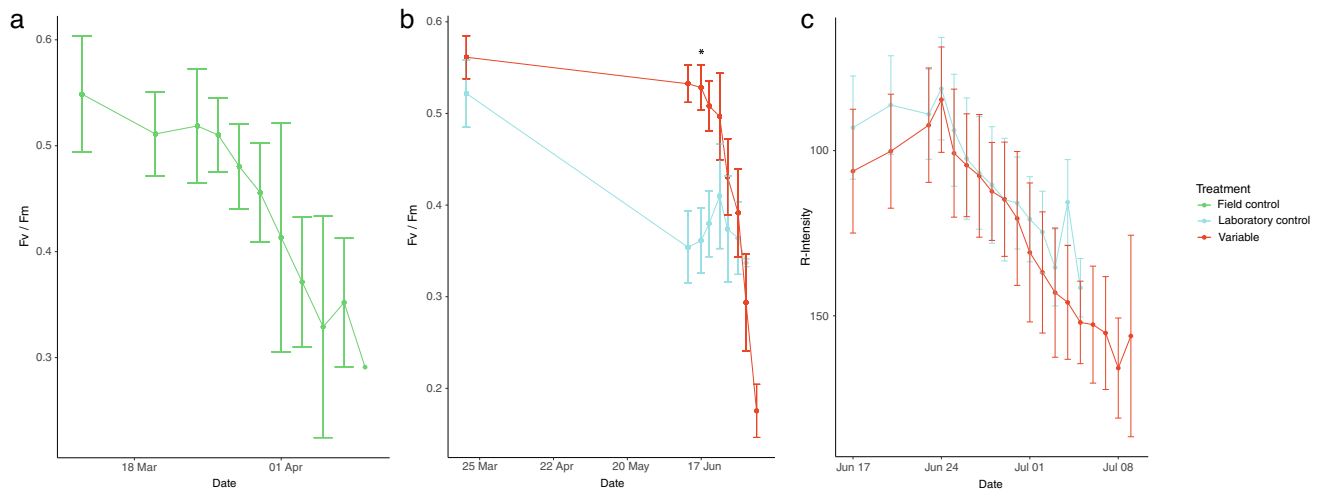 a
0.6
0.5
0.4
0.3
Fv / Fm
18 Mar
01 Apr
Date
b
0.6
0.5
0.4
0.3
0.2
Fv / Fm
*
25 Mar
22 Apr
20 May
17 Jun
Date
c
100
150
R-Intensity
Jun 17
Jun 24
Jul 01
Jul 08
Date
Treatment
Field control
Laboratory control
Variable